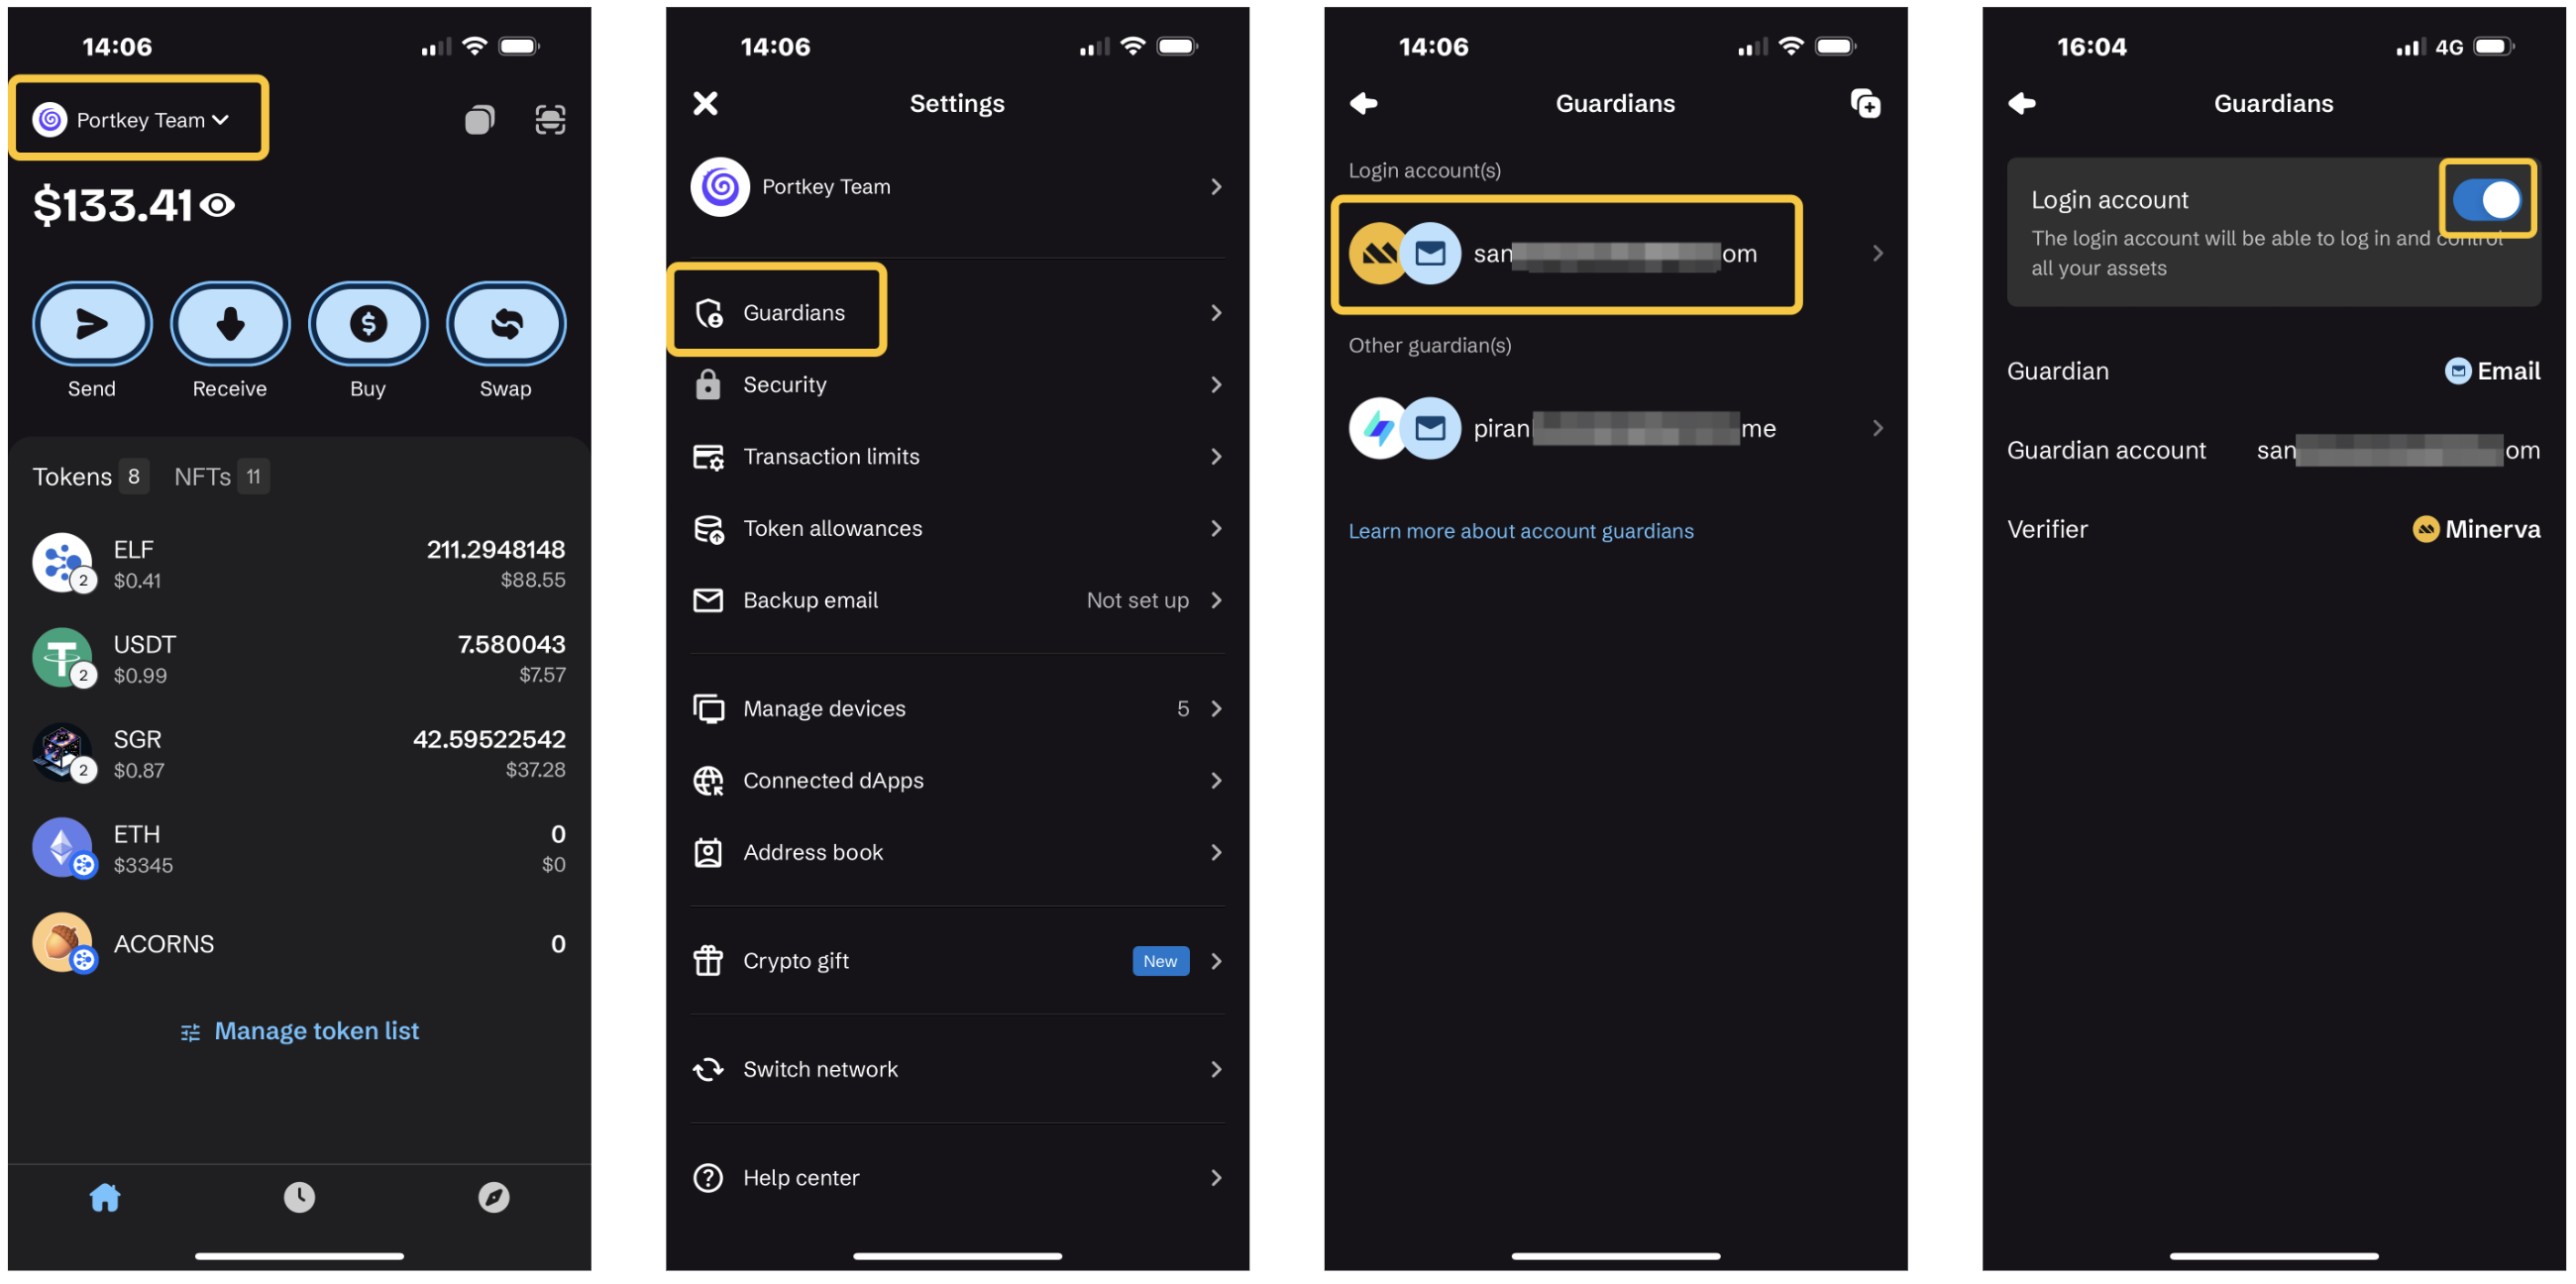 14:06
Portkey Team
$133.41
Send Receive Buy Swap
Tokens 8 NFTs 11
ELF 211.2948148
2 $0.41 $88.55
USDT 7.580043
2 $0.99 $7.57
SGR 42.59522542
2 $0.87 $37.28
ETH 0
$3345 $0
ACORNS 0
Manage token list
14:06
Settings
Portkey Team
Guardians
Security
Transaction limits
Token allowances
Backup email Not set up
Manage devices 5
Connected dApps
Address book
Crypto gift New
Switch network
Help center
14:06
Guardians
Login account(s)
san om
Other guardian(s)
piran me
Learn more about account guardians
16:04 4G
Guardians
Login account
The login account will be able to log in and control
all your assets
Guardian Email
Guardian account san om
Verifier Minerva